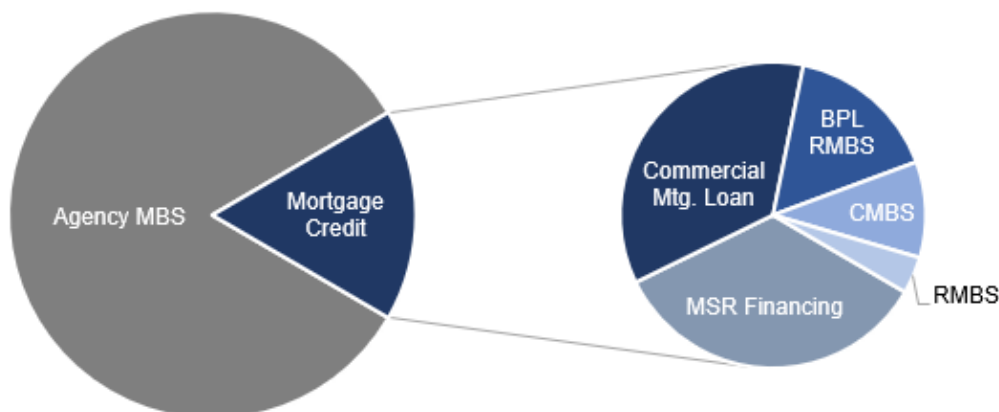 Agency MBS
Mortgage
Credit
Commercial
Mtg. Loan
BPL
RMBS
CMBS
RMBS
MSR Financing